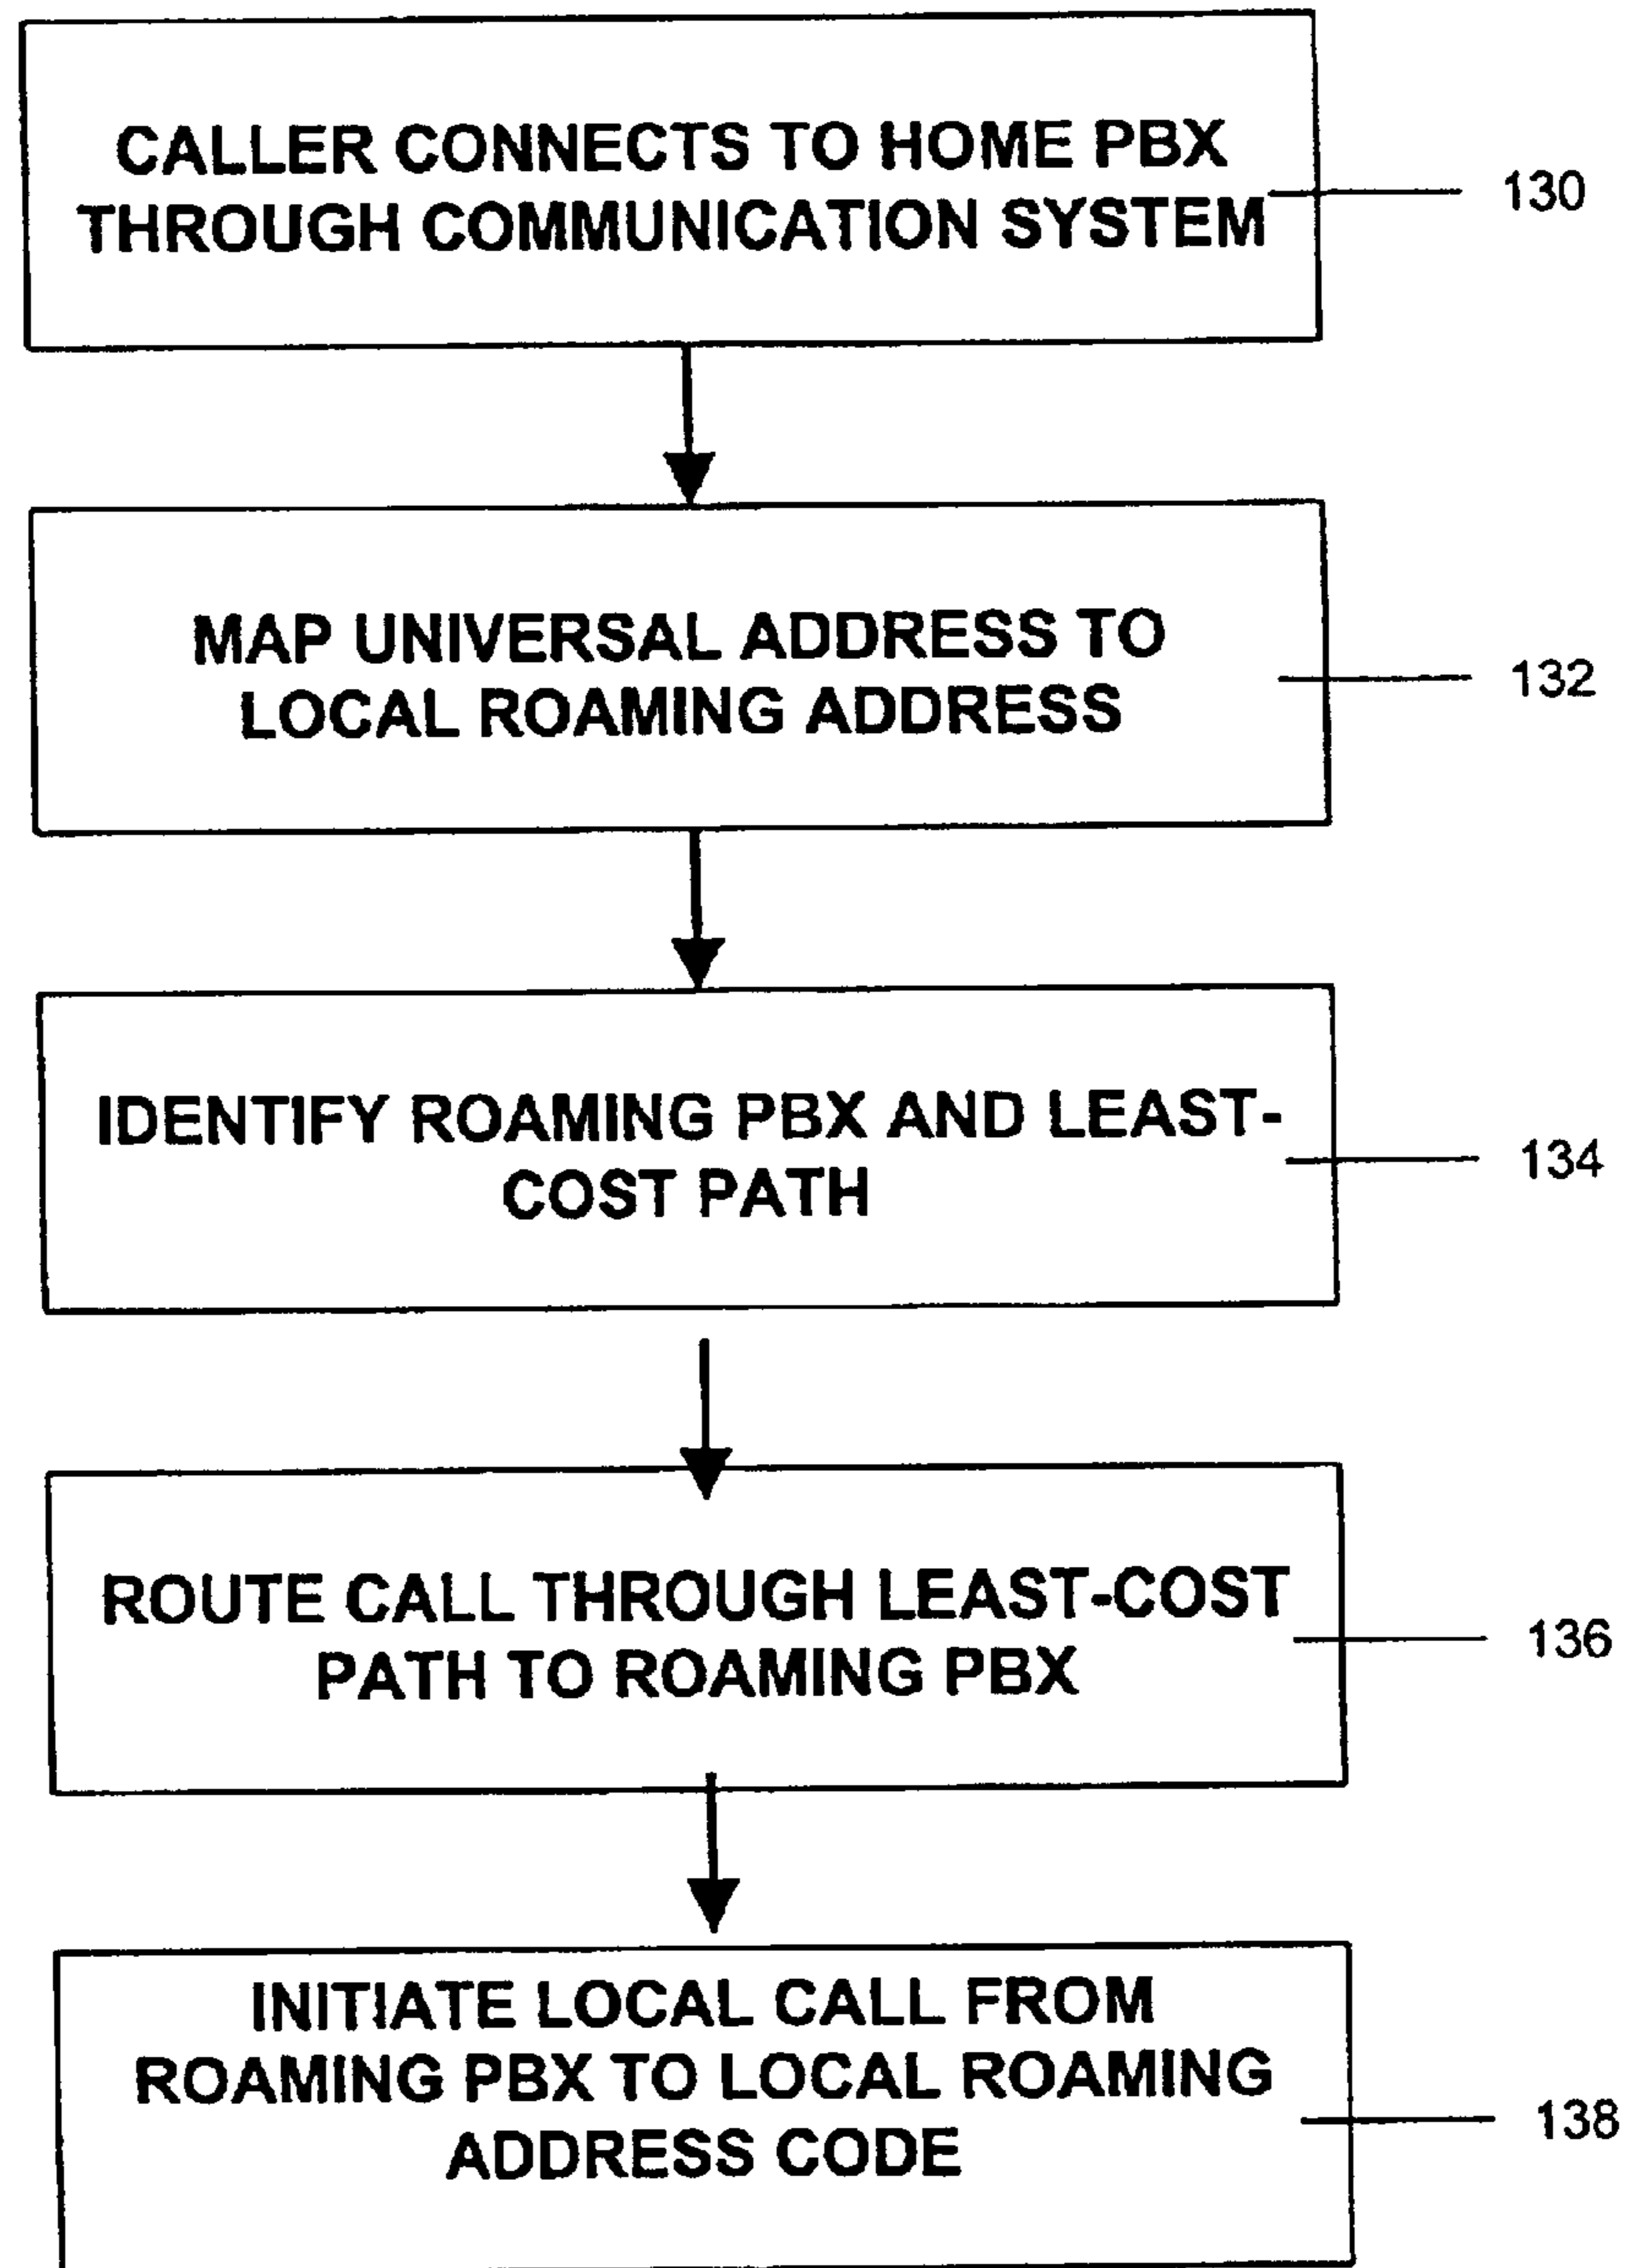 CALLER CONNECTS TO HOME PBX
THROUGH COMMUNICATION SYSTEM
130
MAP UNIVERSAL ADDRESS TO
LOCAL ROAMING ADDRESS
132
IDENTIFY ROAMING PBX AND LEAST-
COST PATH
134
ROUTE CALL THROUGH LEAST-COST
PATH TO ROAMING PBX
136
INITIATE LOCAL CALL FROM
ROAMING PBX TO LOCAL ROAMING
ADDRESS CODE
138